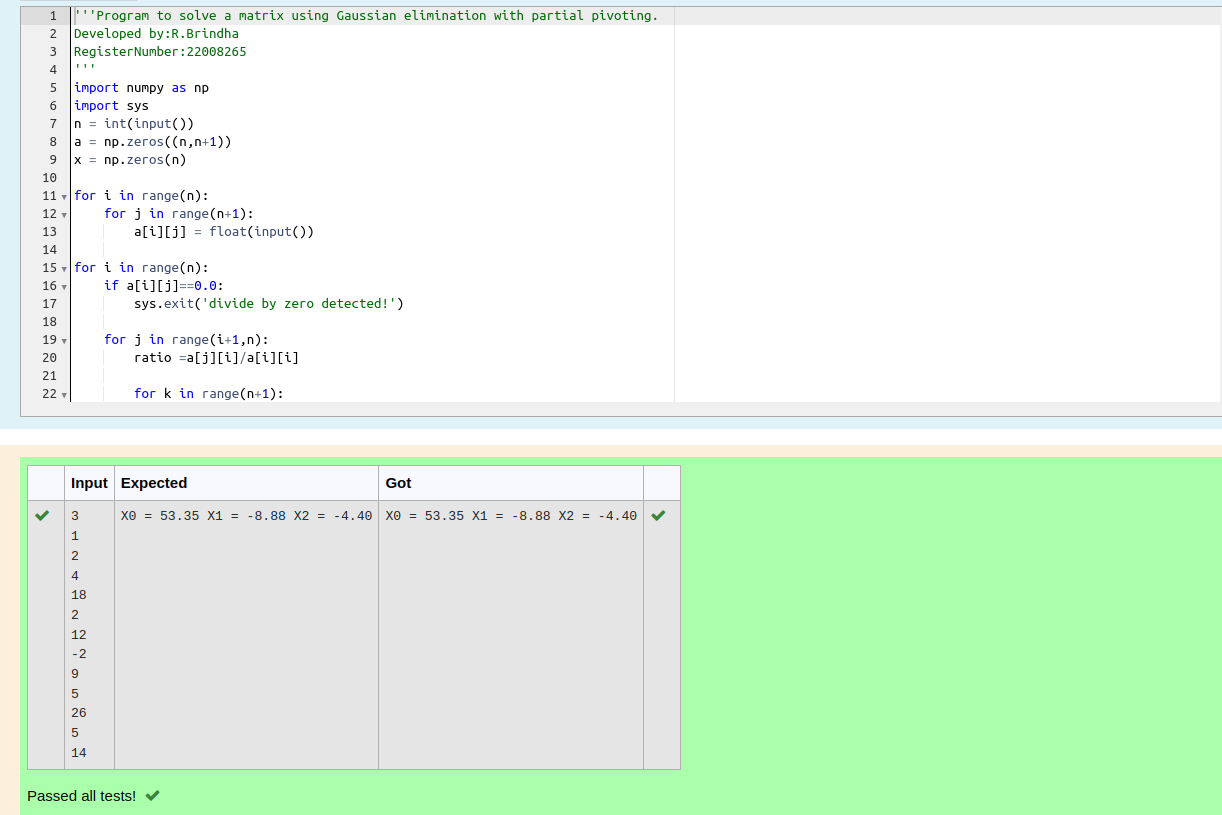 1 '''Program to solve a matrix using Gaussian elimination with partial pivoting.
2 Developed by:R.Brindha
3 RegisterNumber:22008265
4 '''
5 import numpy as np
6 import sys
7 n = int(input())
8 a = np.zeros((n,n+1))
9 x = np.zeros(n)
10
11 for i in range(n):
12     for j in range(n+1):
13         a[i][j] = float(input())
14
15 for i in range(n):
16     if a[i][j]==0.0:
17         sys.exit('divide by zero detected!')
18
19     for j in range(i+1,n):
20         ratio =a[j][i]/a[i][i]
21
22         for k in range(n+1):
Input Expected Got
3 X0 = 53.35 X1 = -8.88 X2 = -4.40 X0 = 53.35 X1 = -8.88 X2 = -4.40
1
2
4
18
2
12
-2
9
5
26
5
14
Passed all tests!